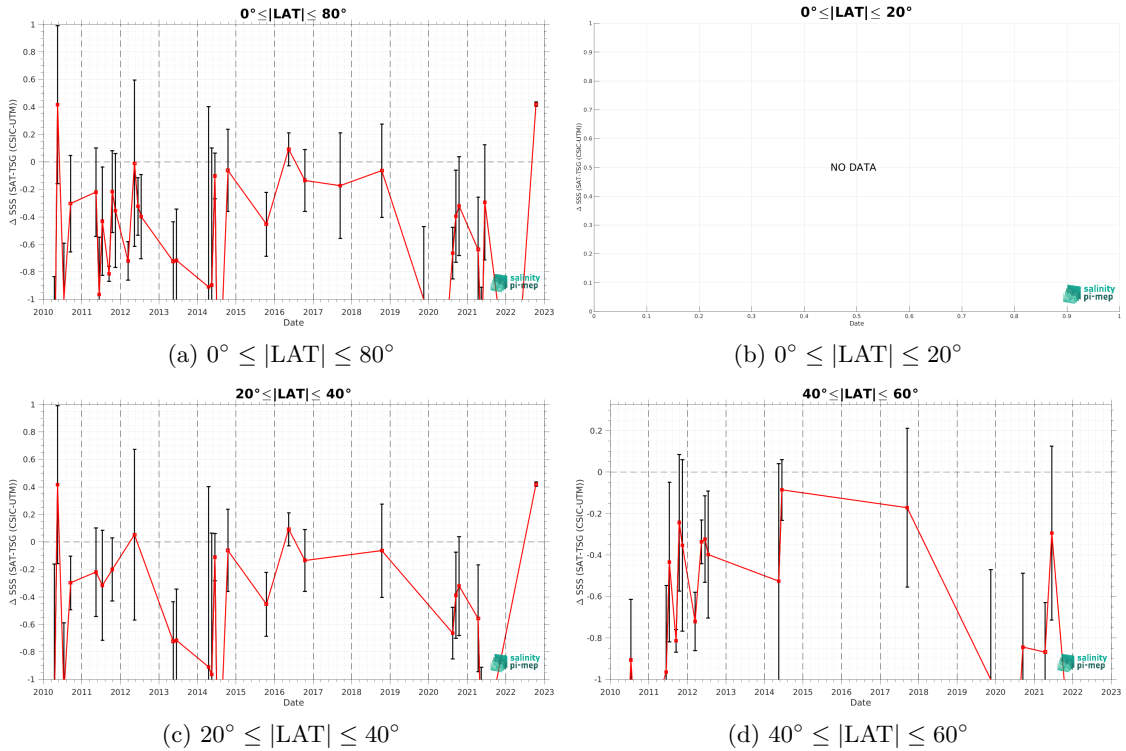 0°≤|LAT|≤ 80°
Δ SSS (SAT-TSG (CSIC-UTM))
1
0.8
0.6
0.4
0.2
0
-0.2
-0.4
-0.6
-0.8
-1
2010 2011 2012 2013 2014 2015 2016 2017 2018 2019 2020 2021 2022 2023
Date
salinity
pi-mep
(a) 0° ≤ |LAT| ≤ 80°
0°≤|LAT|≤ 20°
Δ SSS (SAT-TSG (CSIC-UTM))
1
0.9
0.8
0.7
0.6
0.5
0.4
0.3
0.2
0.1
0
NO DATA
0 0.1 0.2 0.3 0.4 0.5 0.6 0.7 0.8 0.9 1
Date
salinity
pi-mep
(b) 0° ≤ |LAT| ≤ 20°
20°≤|LAT|≤ 40°
Δ SSS (SAT-TSG (CSIC-UTM))
1
0.8
0.6
0.4
0.2
0
-0.2
-0.4
-0.6
-0.8
-1
2010 2011 2012 2013 2014 2015 2016 2017 2018 2019 2020 2021 2022 2023
Date
salinity
pi-mep
(c) 20° ≤ |LAT| ≤ 40°
40°≤|LAT|≤ 60°
Δ SSS (SAT-TSG (CSIC-UTM))
0.2
0
-0.2
-0.4
-0.6
-0.8
-1
2010 2011 2012 2013 2014 2015 2016 2017 2018 2019 2020 2021 2022 2023
Date
salinity
pi-mep
(d) 40° ≤ |LAT| ≤ 60°